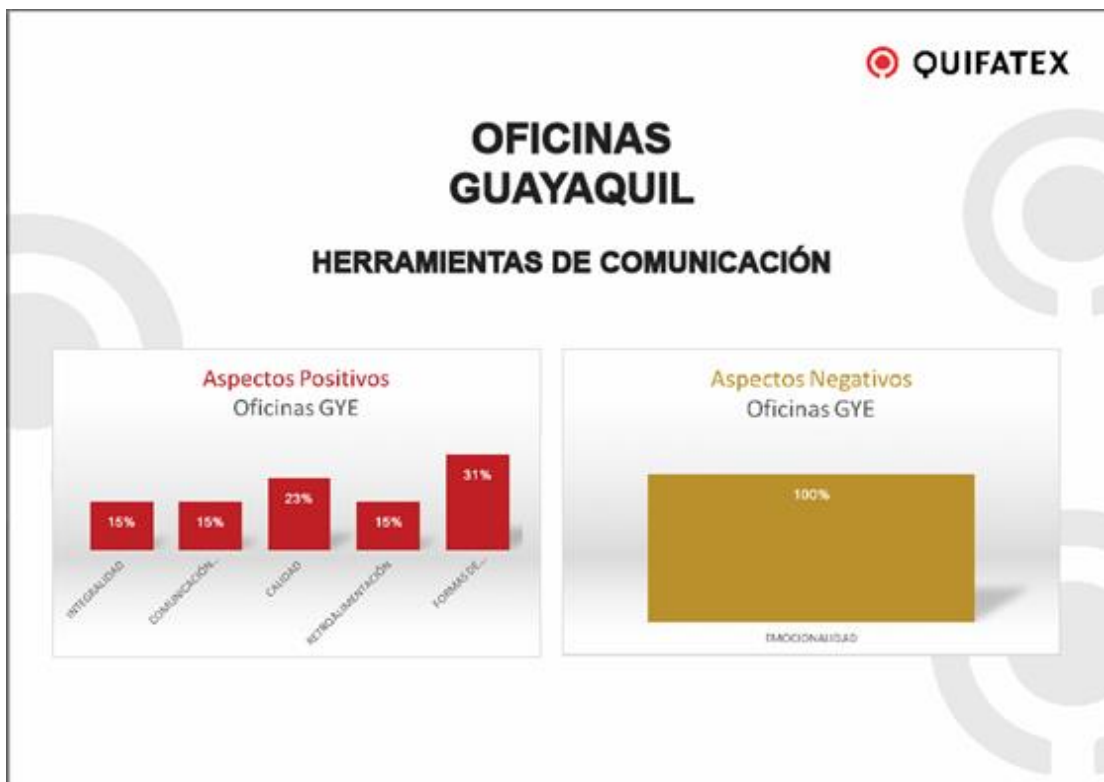 QUIFATEX
OFICINAS
GUAYAQUIL
HERRAMIENTAS DE COMUNICACIÓN
Aspectos Positivos
Oficinas GYE
15%
15%
23%
15%
31%
INTEGRALIDAD
COMUNICACIÓN...
CALIDAD
RETROALIMENTACIÓN
FORMAS DE...
Aspectos Negativos
Oficinas GYE
100%
EMOCIONALIDAD